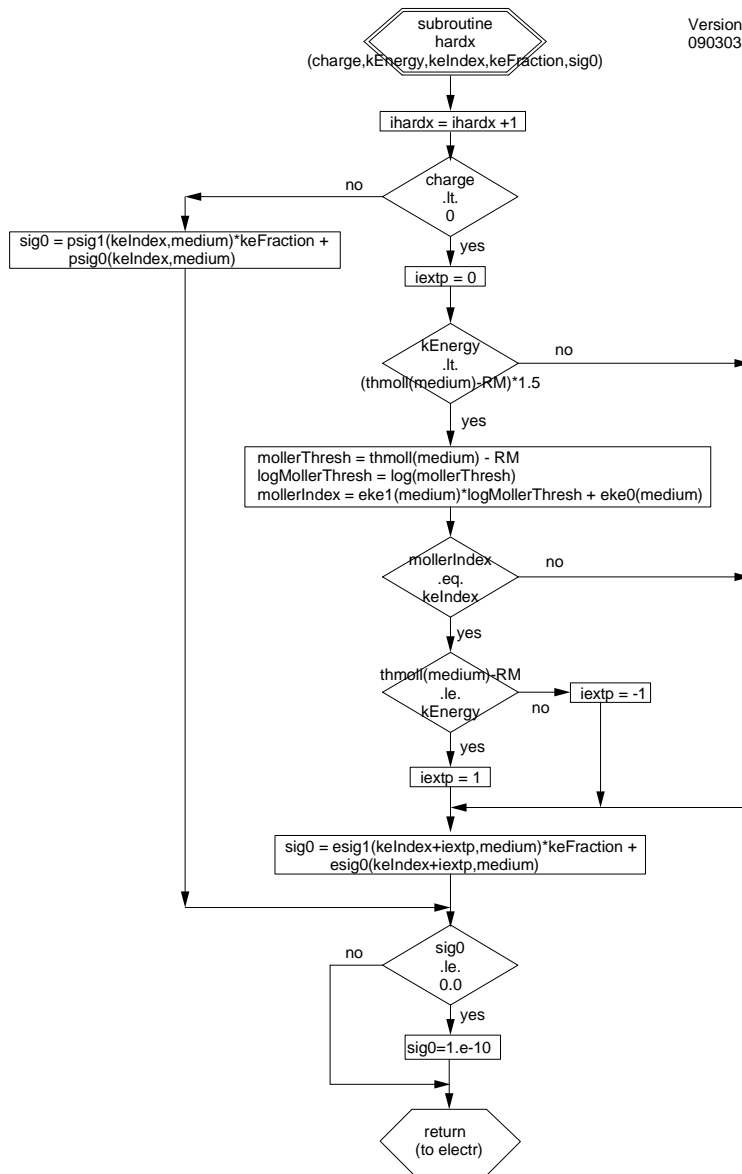 subroutine
hardx
(charge,kEnergy,keIndex,keFraction,sig0)
Version
090303
ihardx = ihardx +1
charge
.lt.
0
no
yes
sig0 = psig1(keIndex,medium)*keFraction +
psig0(keIndex,medium)
iextp = 0
kEnergy
.lt.
(thmoll(medium)-RM)*1.5
no
yes
mollerThresh = thmoll(medium) - RM
logMollerThresh = log(mollerThresh)
mollerIndex = eke1(medium)*logMollerThresh + eke0(medium)
mollerIndex
.eq.
keIndex
no
yes
thmoll(medium)-RM
.le.
kEnergy
no
iextp = -1
yes
iextp = 1
sig0 = esig1(keIndex+iextp,medium)*keFraction +
esig0(keIndex+iextp,medium)
no
sig0
.le.
0.0
yes
sig0=1.e-10
return
(to electr)